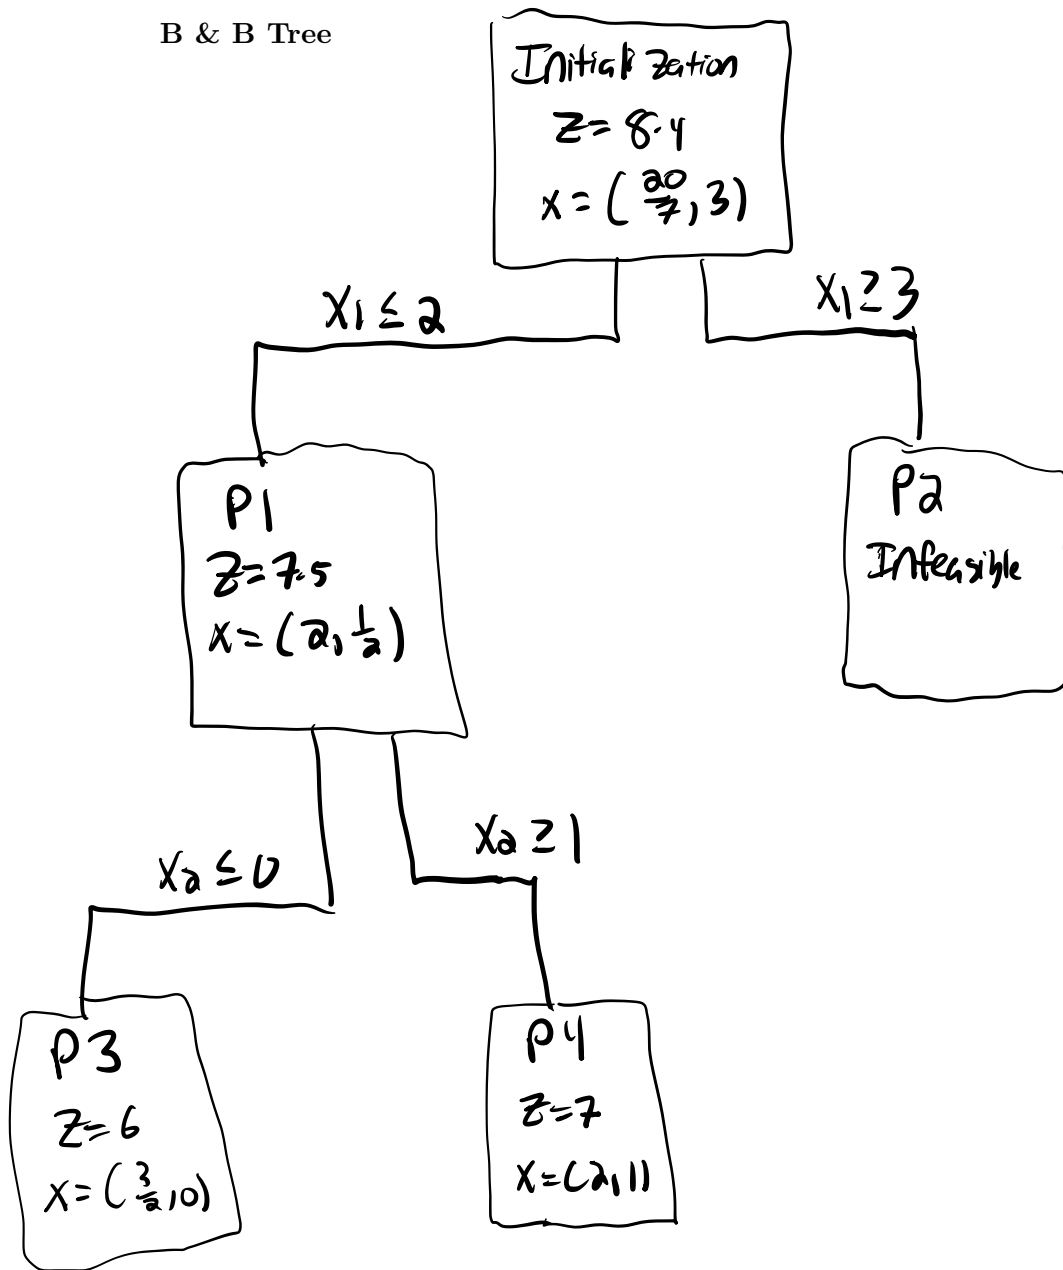 B & B Tree
Initialization
Z = 8.4
x = (20/7, 3)
X1 ≤ 2
X1 ≥ 3
P1
Z = 7.5
x = (2, 1/2)
P2
Infeasible
X2 ≤ 0
X2 ≥ 1
P3
Z = 6
x = (3/2, 0)
P4
Z = 7
x = (2, 1)